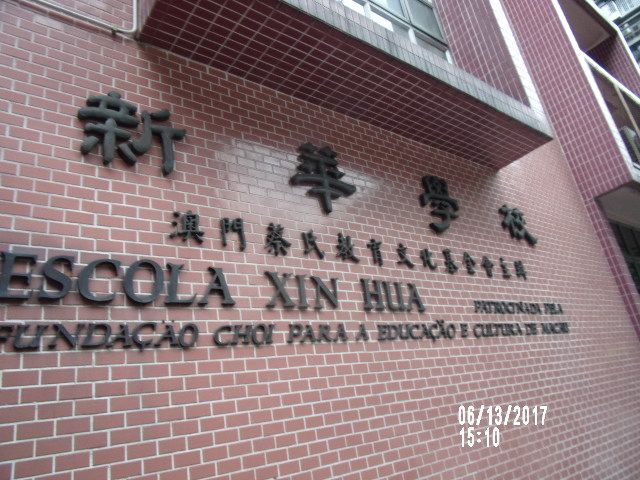 新華學校
澳門蔡氏教育文化基金會主辦
ESCOLA XIN HUA PATROCINADA PELA
FUNDAÇÃO CHOI PARA A EDUCAÇÃO E CULTURA DE MACAU
06/13/2017
15:10